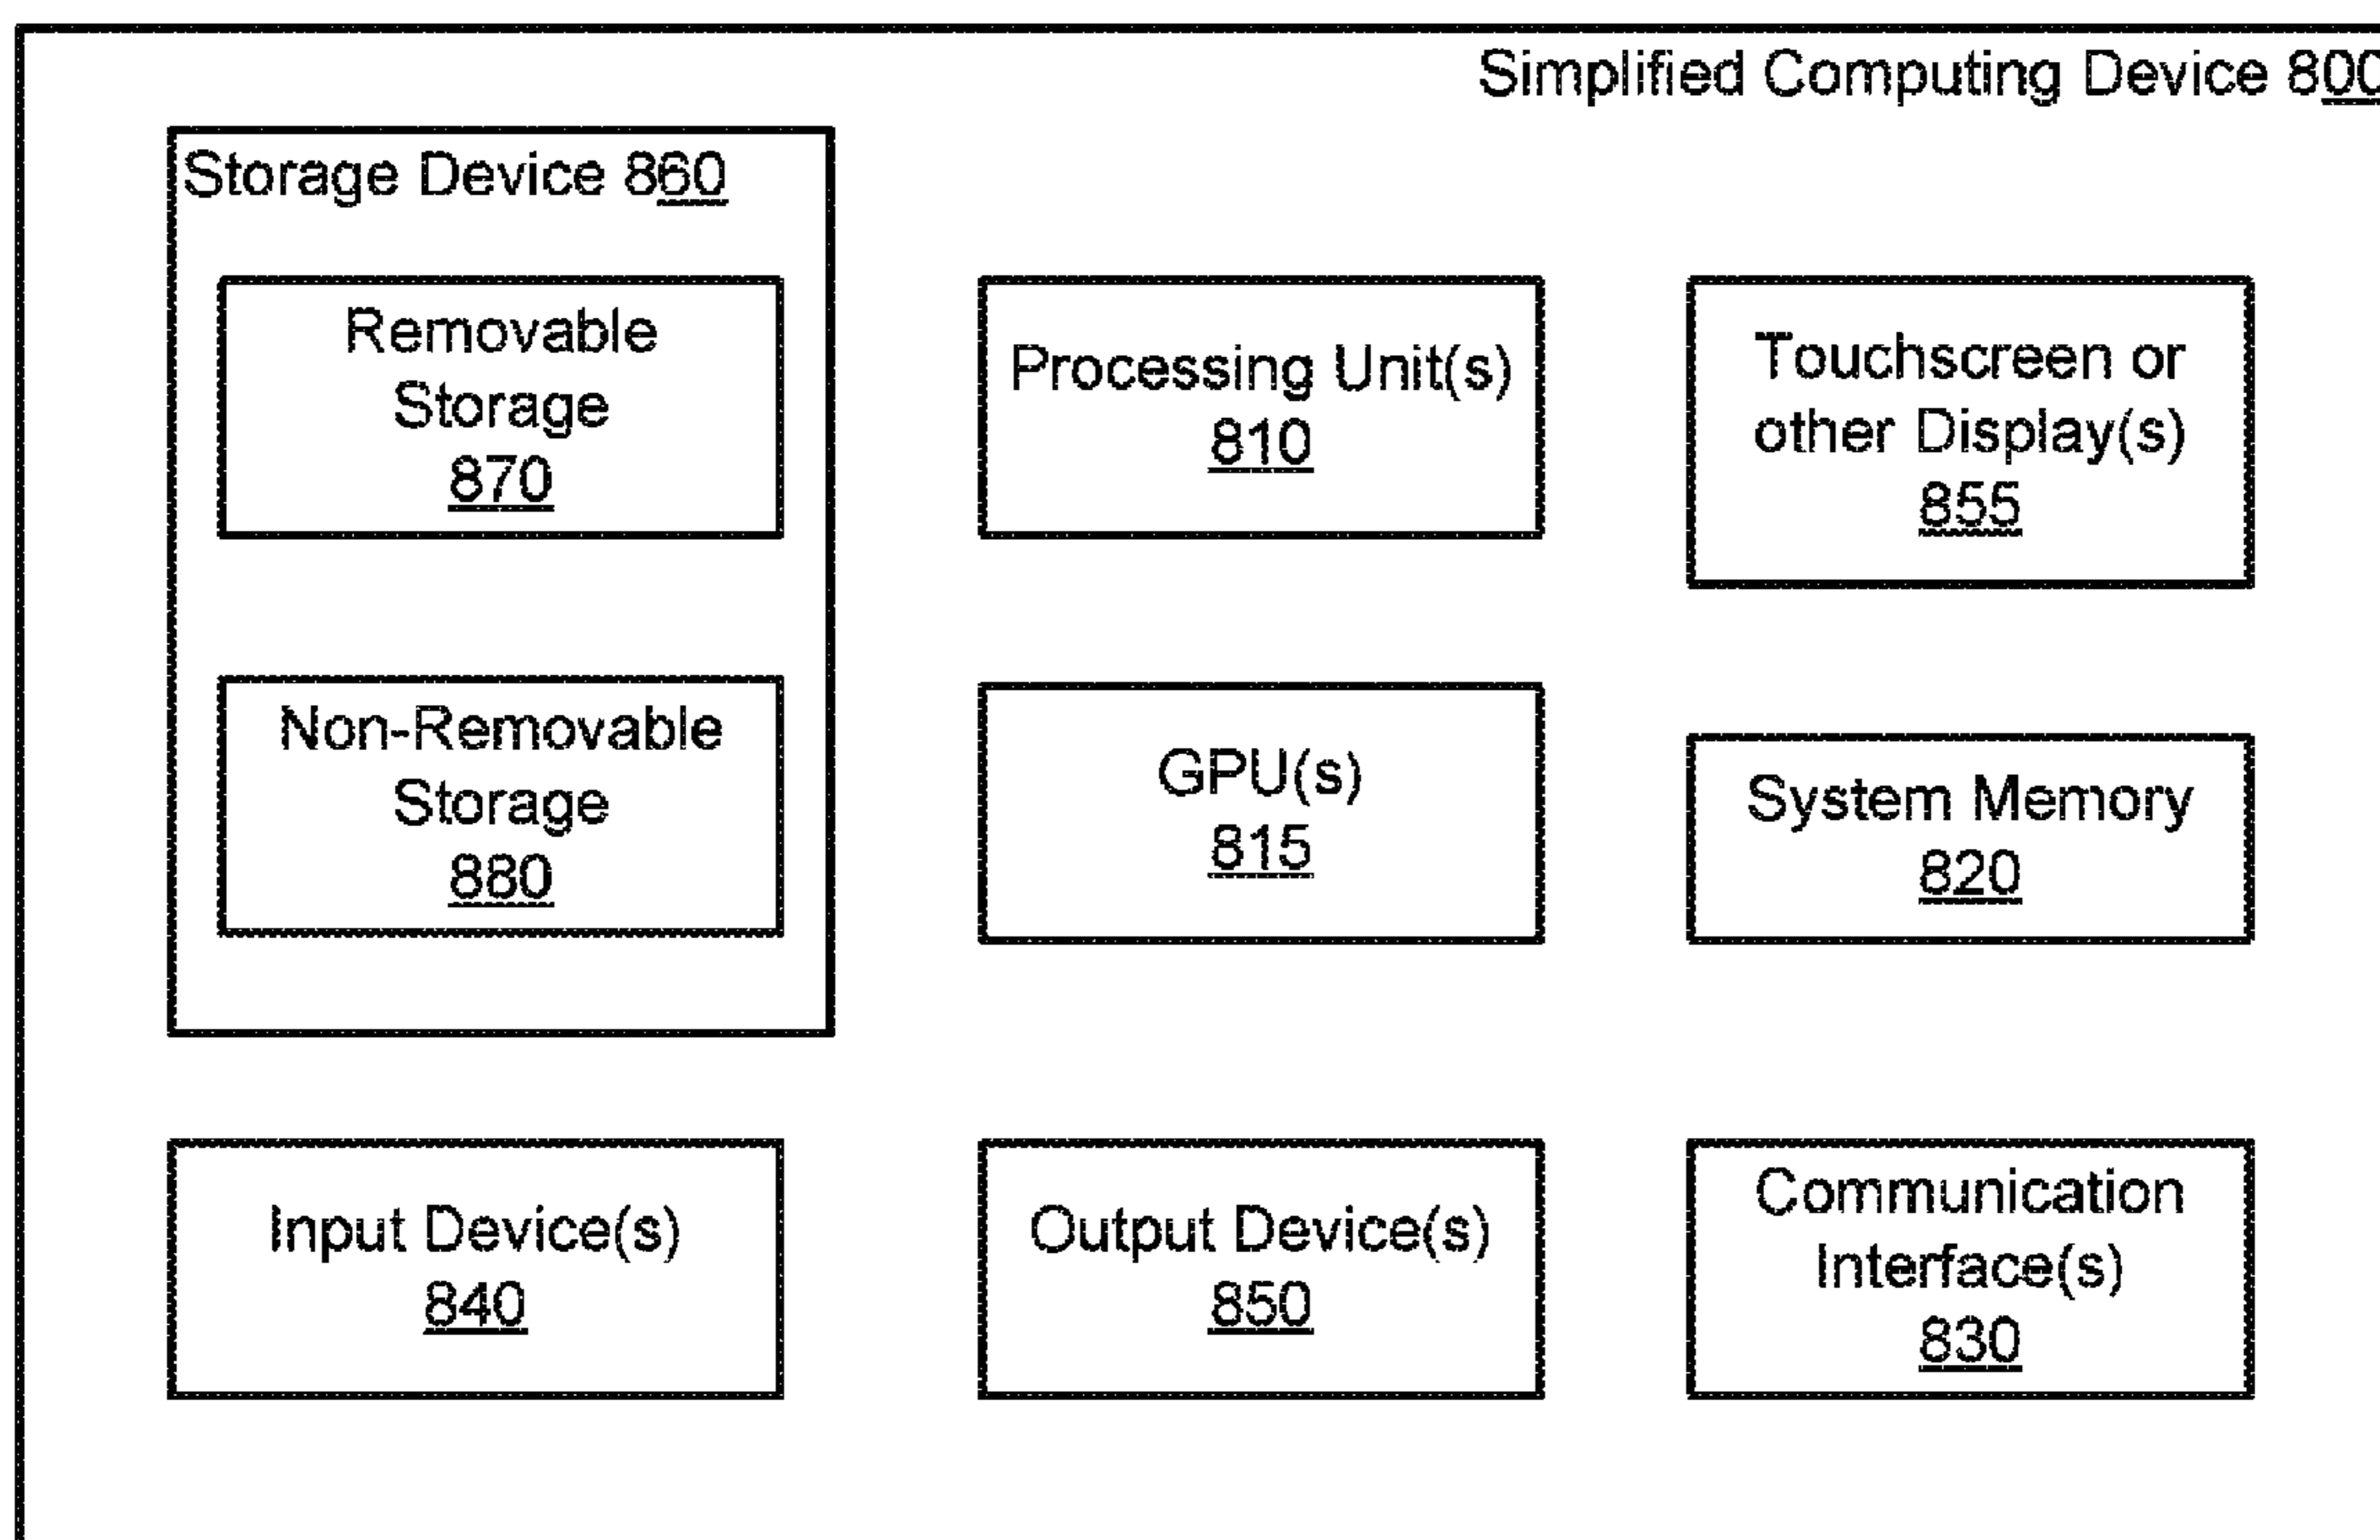 Simplified Computing Device 800
Storage Device 860
Removable
Storage
870
Processing Unit(s)
810
Touchscreen or
other Display(s)
855
Non-Removable
Storage
880
GPU(s)
815
System Memory
820
Input Device(s)
840
Output Device(s)
850
Communication
Interface(s)
830